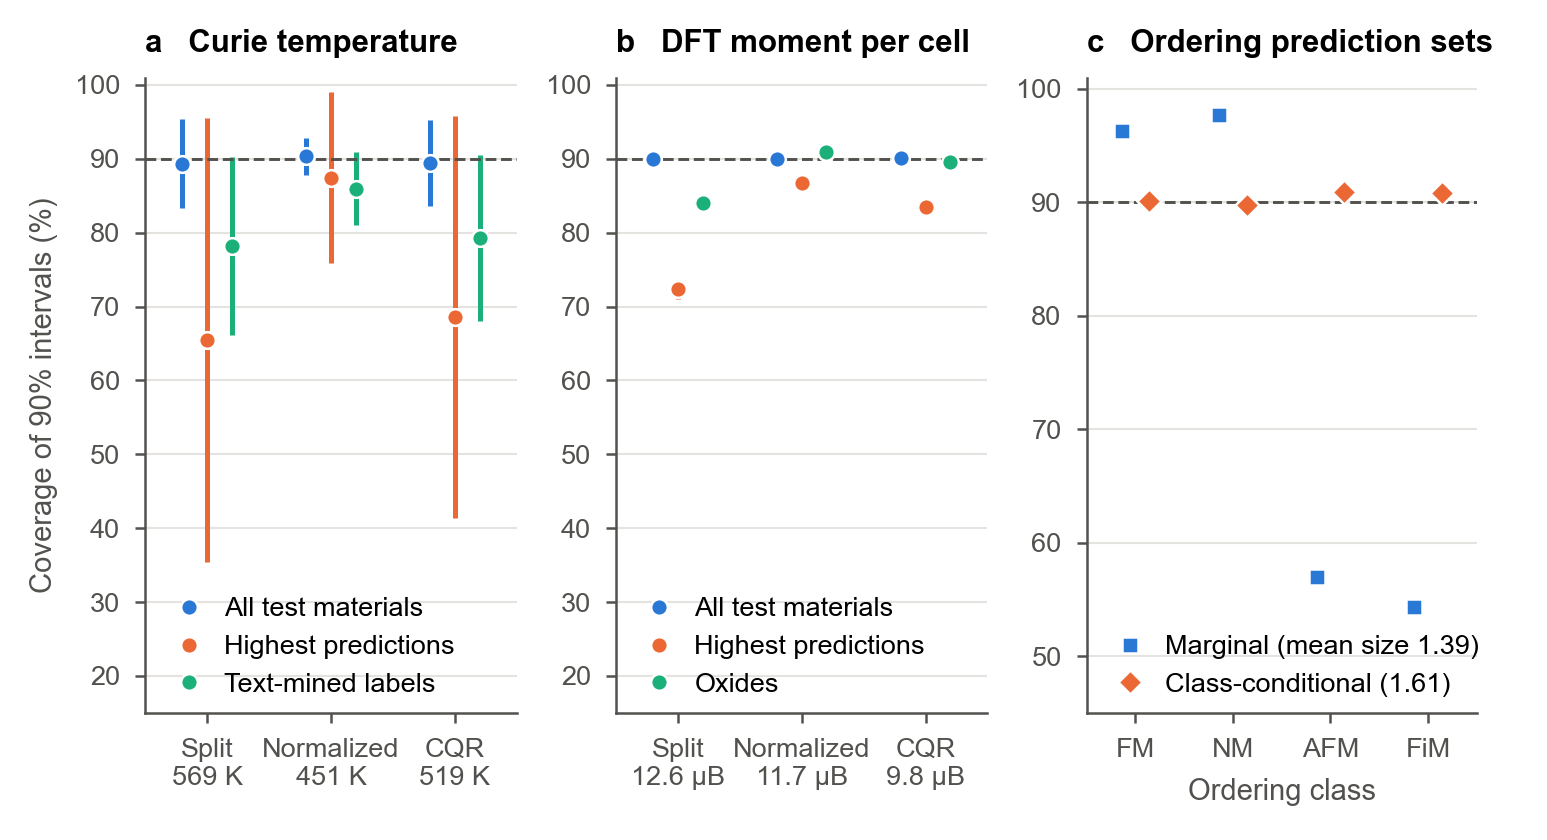 a Curie temperature
Coverage of 90% intervals (%)
100
90
80
70
60
50
40
30
20
All test materials
Highest predictions
Text-mined labels
Split Normalized CQR
569 K 451 K 519 K
b DFT moment per cell
100
90
80
70
60
50
40
30
20
All test materials
Highest predictions
Oxides
Split Normalized CQR
12.6 μB 11.7 μB 9.8 μB
c Ordering prediction sets
100
90
80
70
60
50
Marginal (mean size 1.39)
Class-conditional (1.61)
FM NM AFM FiM
Ordering class